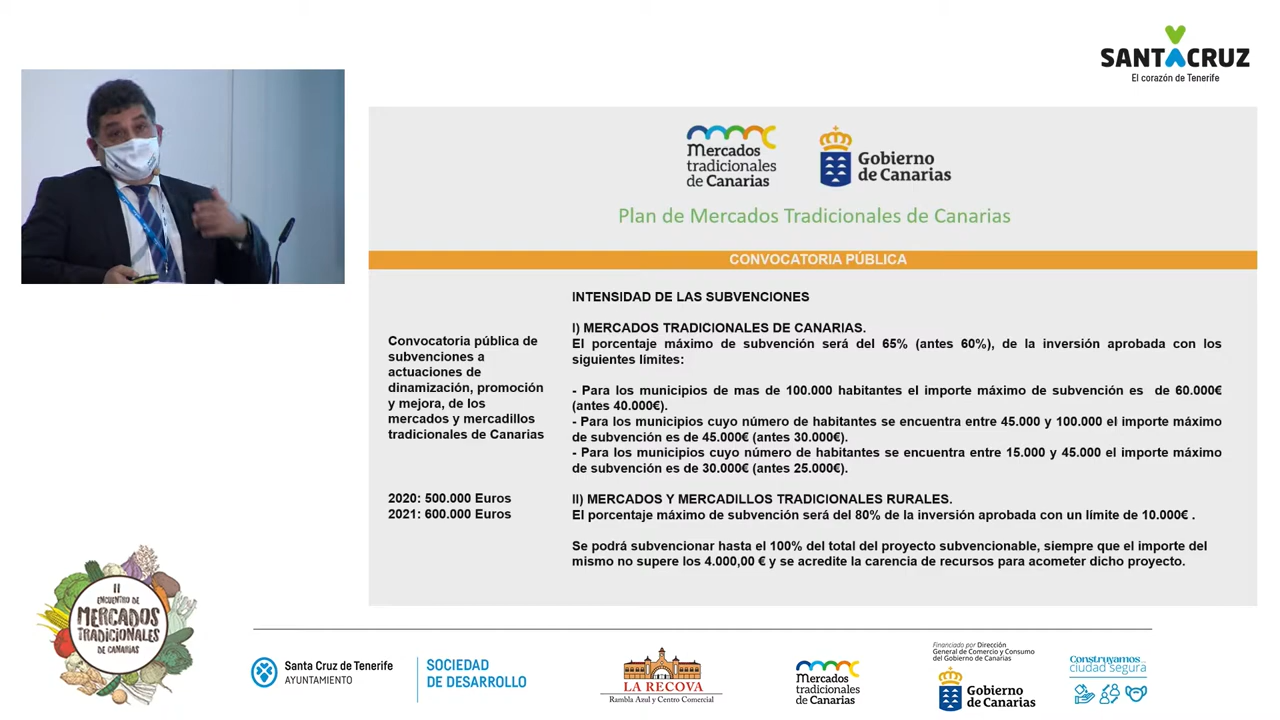 SANTACRUZ
El corazón de Tenerife
Mercados
tradicionales
de Canarias
Gobierno
de Canarias
Plan de Mercados Tradicionales de Canarias
CONVOCATORIA PÚBLICA
Convocatoria pública de
subvenciones a
actuaciones de
dinamización, promoción
y mejora, de los
mercados y mercadillos
tradicionales de Canarias
2020: 500.000 Euros
2021: 600.000 Euros
INTENSIDAD DE LAS SUBVENCIONES
I) MERCADOS TRADICIONALES DE CANARIAS.
El porcentaje máximo de subvención será del 65% (antes 60%), de la inversión aprobada con los
siguientes límites:
- Para los municipios de mas de 100.000 habitantes el importe máximo de subvención es de 60.000€
(antes 40.000€).
- Para los municipios cuyo número de habitantes se encuentra entre 45.000 y 100.000 el importe máximo
de subvención es de 45.000€ (antes 30.000€).
- Para los municipios cuyo número de habitantes se encuentra entre 15.000 y 45.000 el importe máximo
de subvención es de 30.000€ (antes 25.000€).
II) MERCADOS Y MERCADILLOS TRADICIONALES RURALES.
El porcentaje máximo de subvención será del 80% de la inversión aprobada con un límite de 10.000€ .
Se podrá subvencionar hasta el 100% del total del proyecto subvencionable, siempre que el importe del
mismo no supere los 4.000,00 € y se acredite la carencia de recursos para acometer dicho proyecto.
II
ENCUENTRO DE
MERCADOS
TRADICIONALES
DE CANARIAS
Santa Cruz de Tenerife
AYUNTAMIENTO
SOCIEDAD
DE DESARROLLO
LA RECOVA
Rambla Azul y Centro Comercial
Mercados
tradicionales
de Canarias
Financiado por Dirección
General de Comercio y Consumo
del Gobierno de Canarias
Gobierno
de Canarias
Construyamos...
ciudad segura